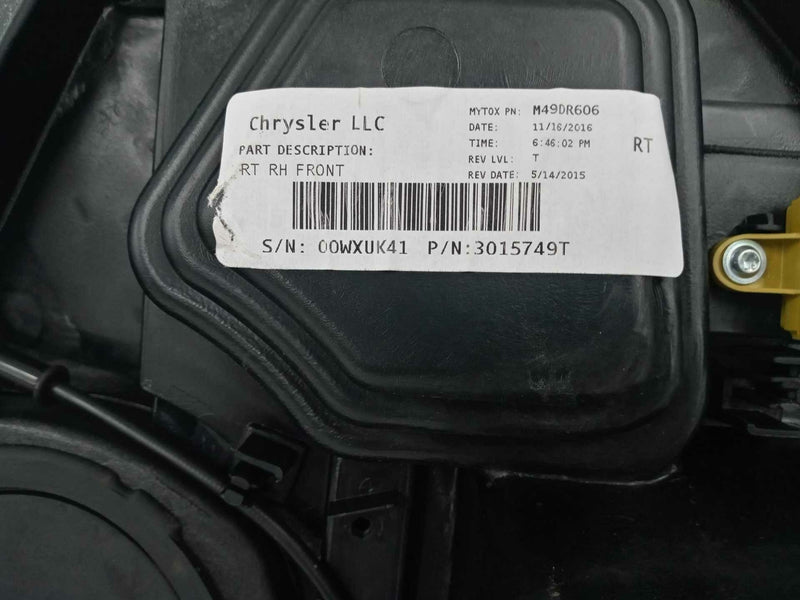 Chrysler LLC
PART DESCRIPTION:
RT RH FRONT
MYTOX PN: M49DR606
DATE: 11/16/2016
TIME: 6:46:02 PM
REV LVL: T
REV DATE: 5/14/2015
RT
S/N: 00WXUK41 P/N:3015749T